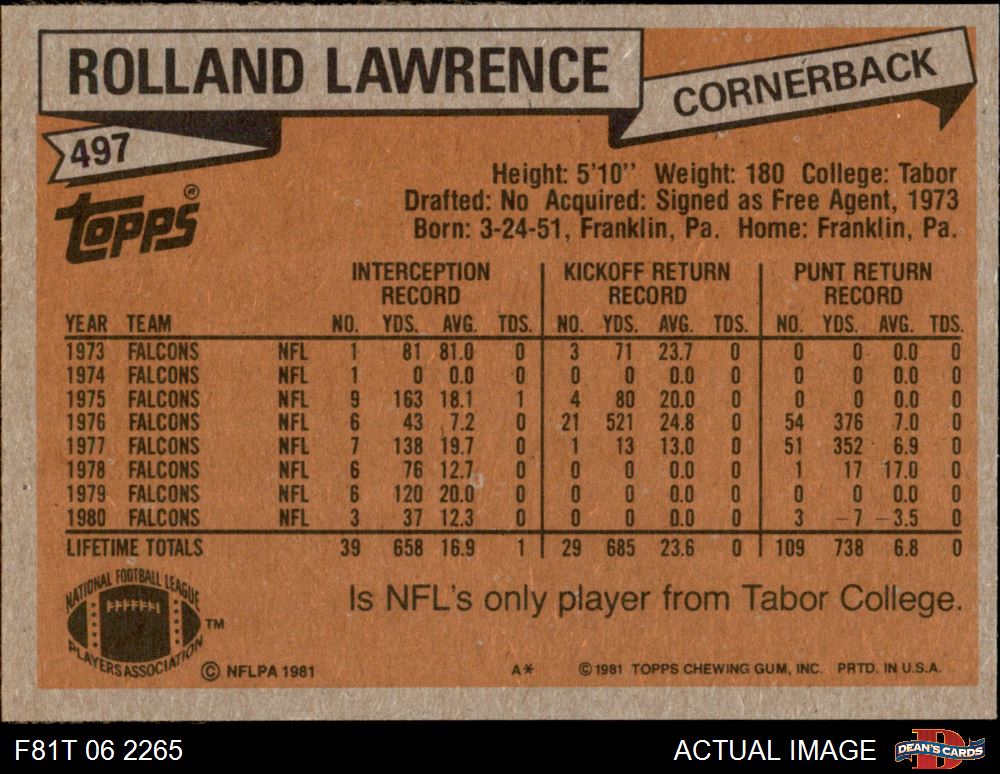 ROLLAND LAWRENCE
CORNERBACK
497
TOPPS®
Height: 5'10'' Weight: 180 College: Tabor
Drafted: No Acquired: Signed as Free Agent, 1973
Born: 3-24-51, Franklin, Pa. Home: Franklin, Pa.
INTERCEPTION RECORD KICKOFF RETURN RECORD PUNT RETURN RECORD
YEAR TEAM NO. YDS. AVG. TDS. NO. YDS. AVG. TDS. NO. YDS. AVG. TDS.
1973 FALCONS NFL 1 81 81.0 0 3 71 23.7 0 0 0 0.0 0
1974 FALCONS NFL 1 0 0.0 0 0 0 0.0 0 0 0 0.0 0
1975 FALCONS NFL 9 163 18.1 1 4 80 20.0 0 0 0 0.0 0
1976 FALCONS NFL 6 43 7.2 0 21 521 24.8 0 54 376 7.0 0
1977 FALCONS NFL 7 138 19.7 0 1 13 13.0 0 51 352 6.9 0
1978 FALCONS NFL 6 76 12.7 0 0 0 0.0 0 1 17 17.0 0
1979 FALCONS NFL 6 120 20.0 0 0 0 0.0 0 0 0 0.0 0
1980 FALCONS NFL 3 37 12.3 0 0 0 0.0 0 3 -7 -3.5 0
LIFETIME TOTALS 39 658 16.9 1 29 685 23.6 0 109 738 6.8 0
NATIONAL FOOTBALL LEAGUE
PLAYERS ASSOCIATION
TM
Is NFL's only player from Tabor College.
© NFLPA 1981 A* © 1981 TOPPS CHEWING GUM, INC. PRTD. IN U.S.A.
F81T 06 2265 ACTUAL IMAGE DEAN'S CARDS